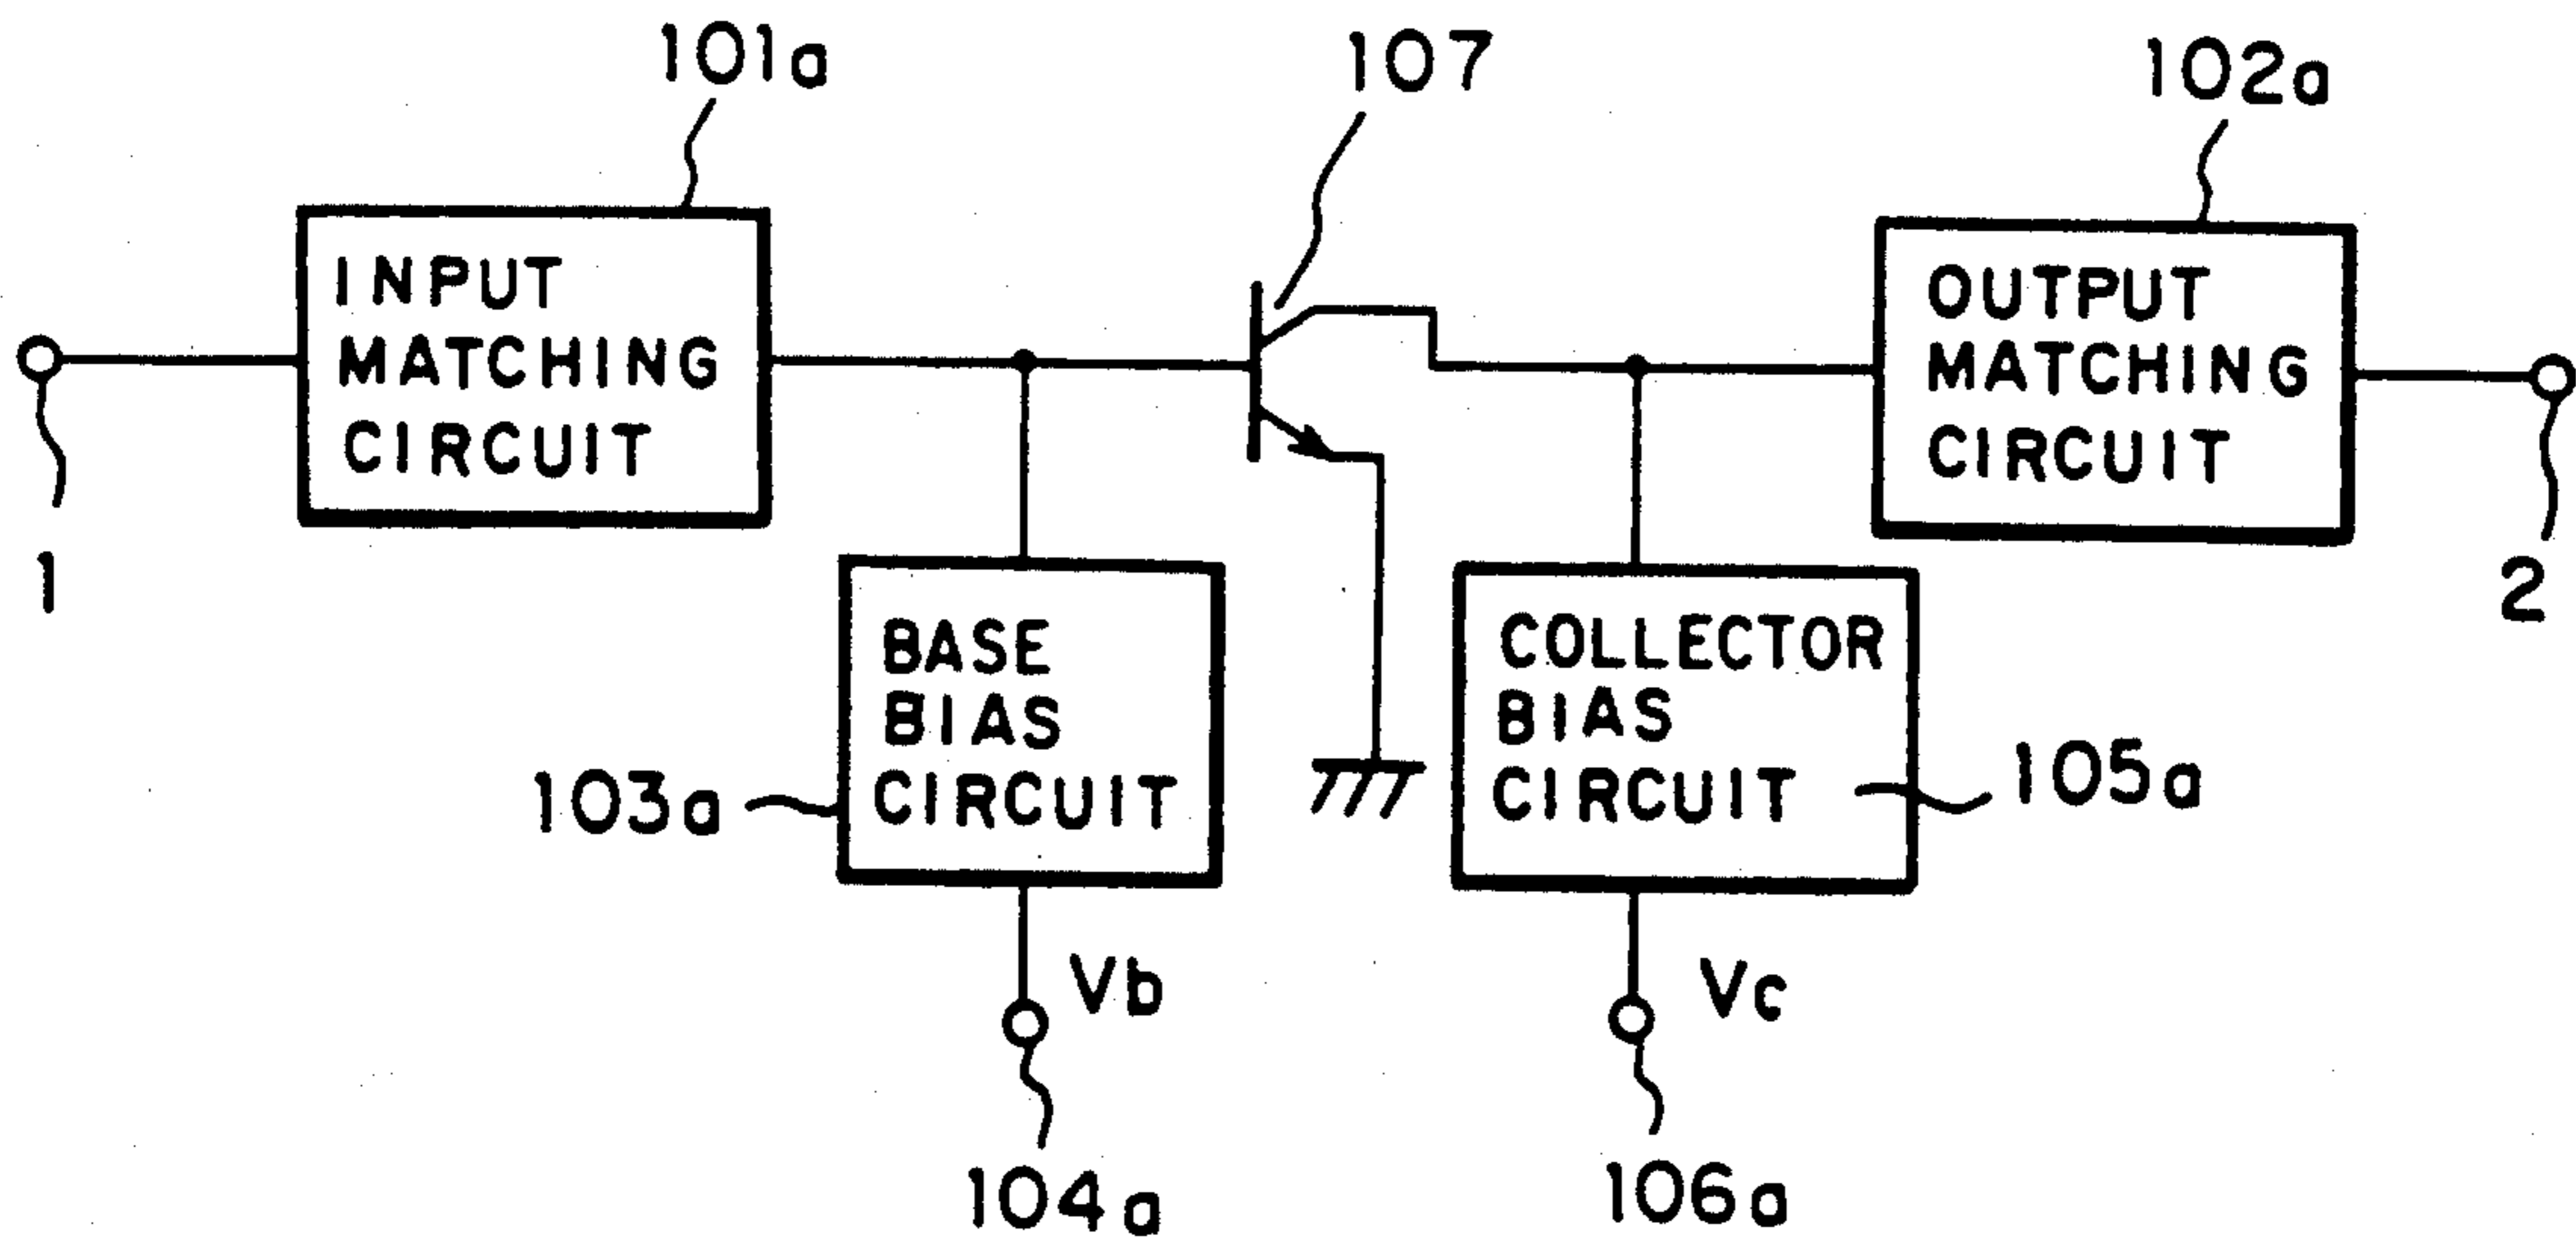 101a
107
102a
INPUT
MATCHING
CIRCUIT
OUTPUT
MATCHING
CIRCUIT
1
2
BASE
BIAS
CIRCUIT
103a
COLLECTOR
BIAS
CIRCUIT
105a
Vb
Vc
104a
106a